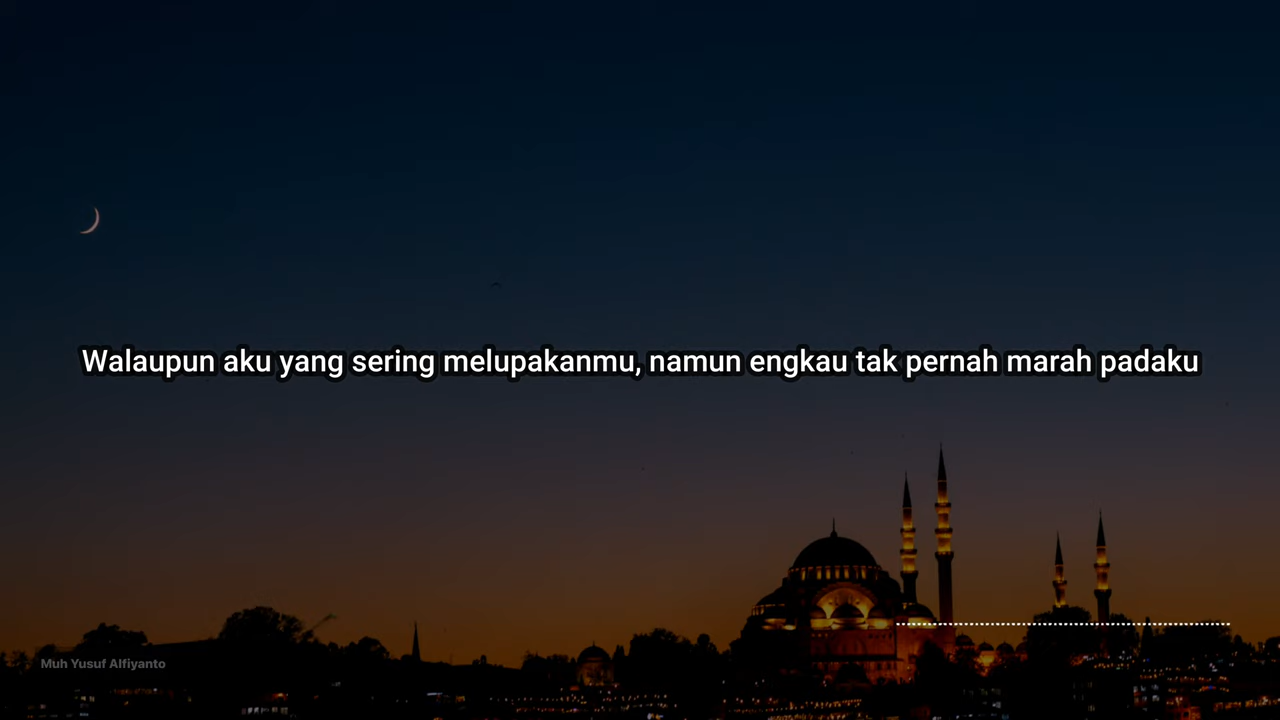 Walaupun aku yang sering melupakanmu, namun engkau tak pernah marah padaku
Muh Yusuf Alfiyanto